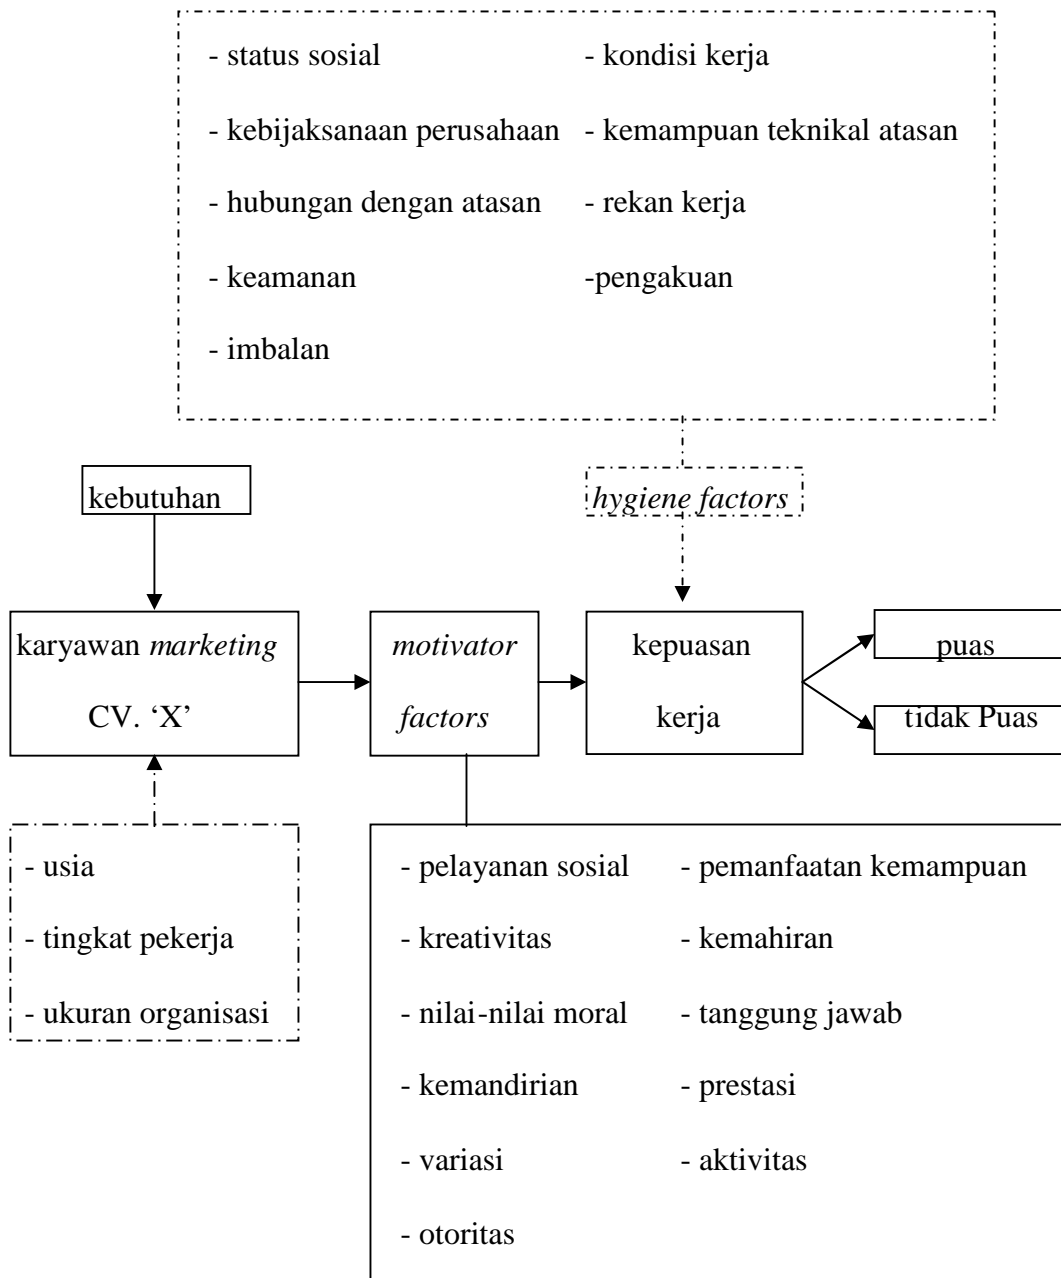 - status sosial - kondisi kerja
- kebijaksanaan perusahaan - kemampuan teknikal atasan
- hubungan dengan atasan - rekan kerja
- keamanan -pengakuan
- imbalan
kebutuhan
hygiene factors
karyawan marketing
CV. ‘X’
motivator
factors
kepuasan
kerja
puas
tidak Puas
- usia
- tingkat pekerja
- ukuran organisasi
- pelayanan sosial - pemanfaatan kemampuan
- kreativitas - kemahiran
- nilai-nilai moral - tanggung jawab
- kemandirian - prestasi
- variasi - aktivitas
- otoritas